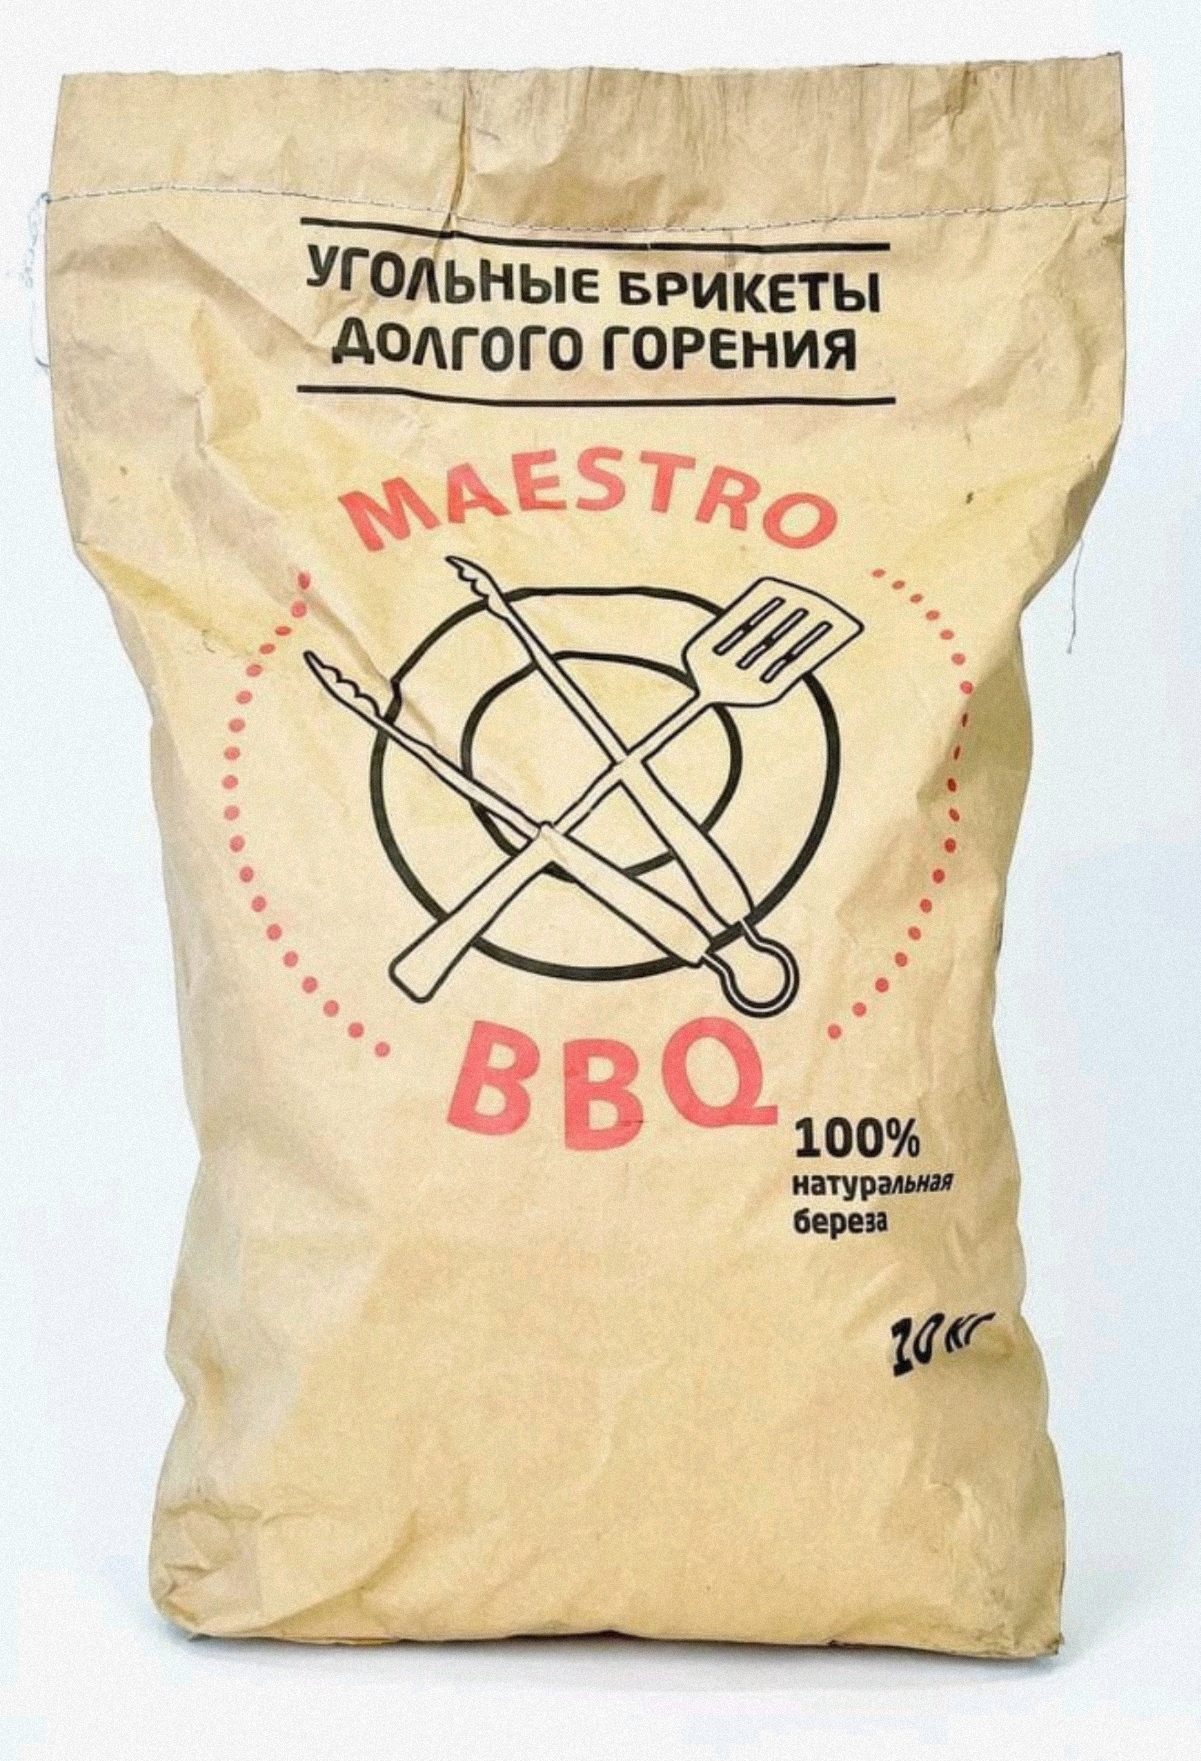 УГОЛЬНЫЕ БРИКЕТЫ
ДОЛГОГО ГОРЕНИЯ
MAESTRO
BBQ
100%
натуральная
береза
10 кг